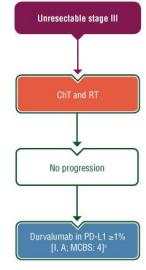 Unresectable stage III
ChT and RT
No progression
Durvalumab in PD-L1 ≥1%
[I, A; MCBS: 4]